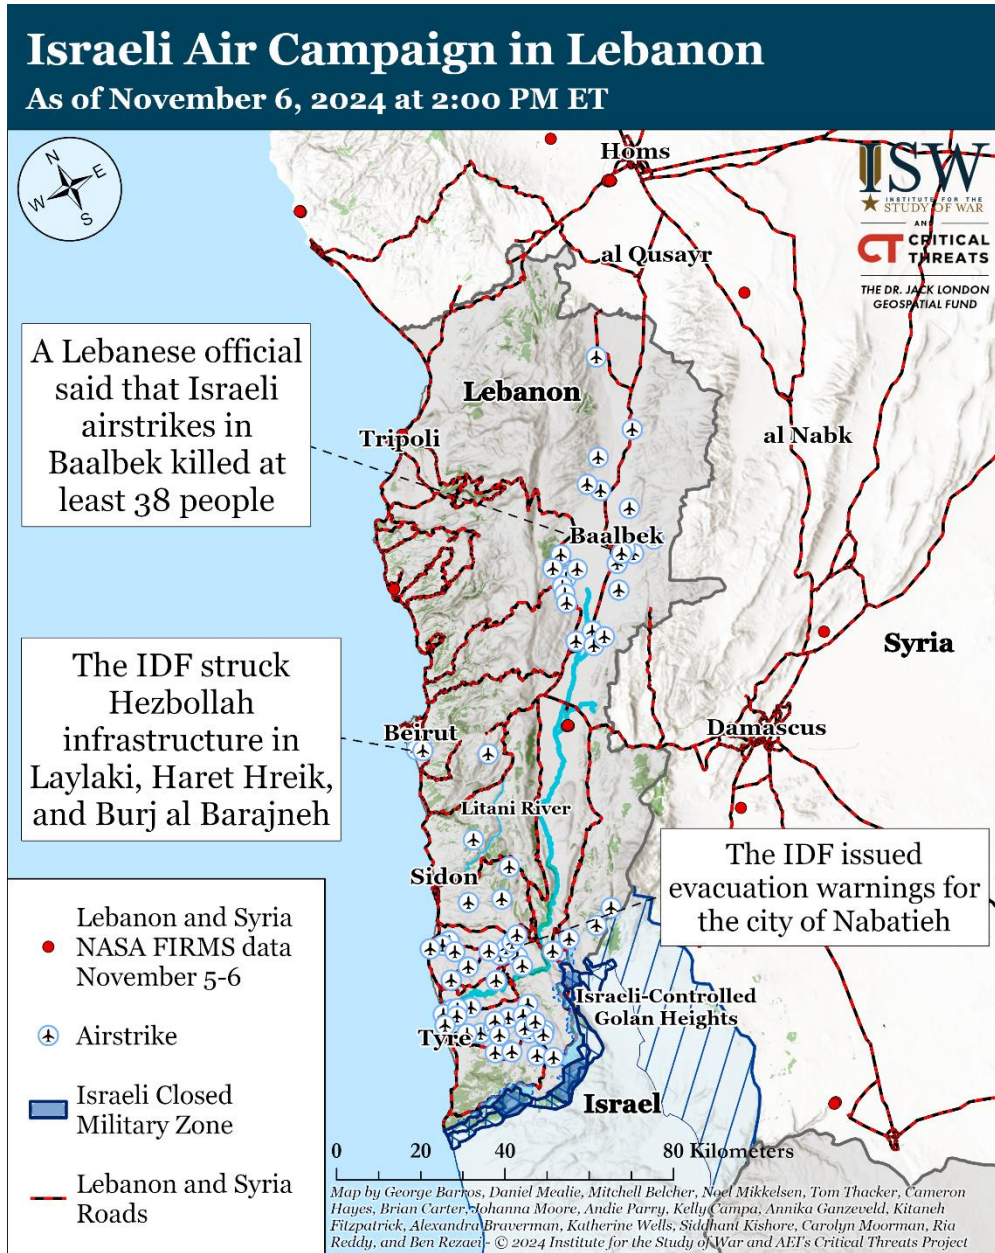 Israeli Air Campaign in Lebanon
As of November 6, 2024 at 2:00 PM ET
N
E
W
S
Homs
ISW
INSTITUTE FOR THE
STUDY OF WAR
AND
CT CRITICAL
THREATS
THE DR. JACK LONDON
GEOSPATIAL FUND
al Qusayr
A Lebanese official
said that Israeli
airstrikes in
Baalbek killed at
least 38 people
Lebanon
Tripoli
al Nabk
Baalbek
Syria
The IDF struck
Hezbollah
infrastructure in
Laylaki, Haret Hreik,
and Burj al Barajneh
Beirut
Damascus
Litani River
Sidon
The IDF issued
evacuation warnings for
the city of Nabatieh
Israeli-Controlled
Golan Heights
Tyre
Israel
Lebanon and Syria
NASA FIRMS data
November 5-6
Airstrike
Israeli Closed
Military Zone
Lebanon and Syria
Roads
0 20 40 80 Kilometers
Map by George Barros, Daniel Mealie, Mitchell Belcher, Noel Mikkelsen, Tom Thacker, Cameron
Hayes, Brian Carter, Johanna Moore, Andie Parry, Kelly Campa, Annika Ganzeveld, Kitaneh
Fitzpatrick, Alexandra Braverman, Katherine Wells, Siddhant Kishore, Carolyn Moorman, Ria
Reddy, and Ben Rezaei - © 2024 Institute for the Study of War and AEI's Critical Threats Project